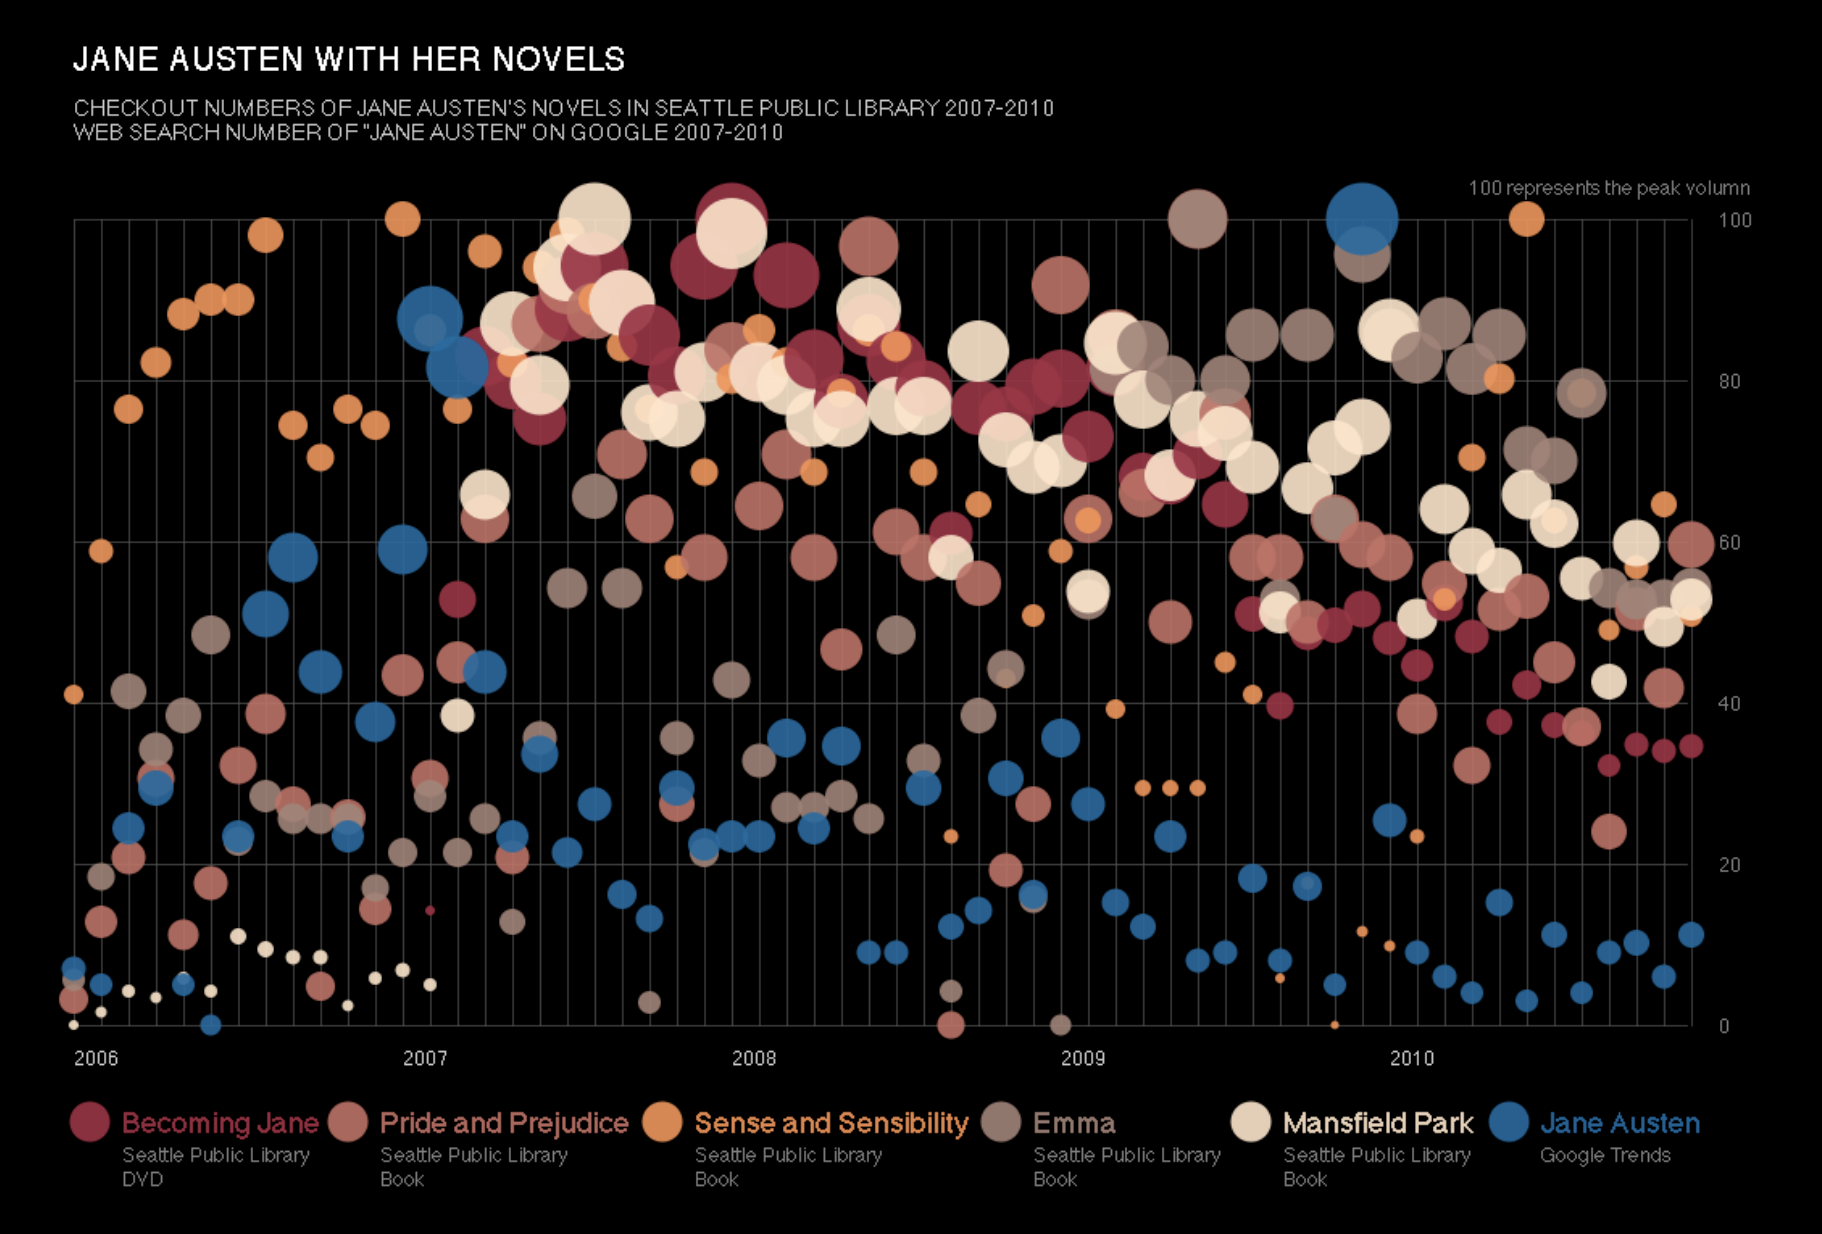 JANE AUSTEN WITH HER NOVELS
CHECKOUT NUMBERS OF JANE AUSTEN'S NOVELS IN SEATTLE PUBLIC LIBRARY 2007-2010
WEB SEARCH NUMBER OF "JANE AUSTEN" ON GOOGLE 2007-2010
100 represents the peak volumn
100
80
60
40
20
0
2006 2007 2008 2009 2010
Becoming Jane Pride and Prejudice Sense and Sensibility Emma Mansfield Park Jane Austen
Seattle Public Library Seattle Public Library Seattle Public Library Seattle Public Library Seattle Public Library Google Trends
DVD Book Book Book Book